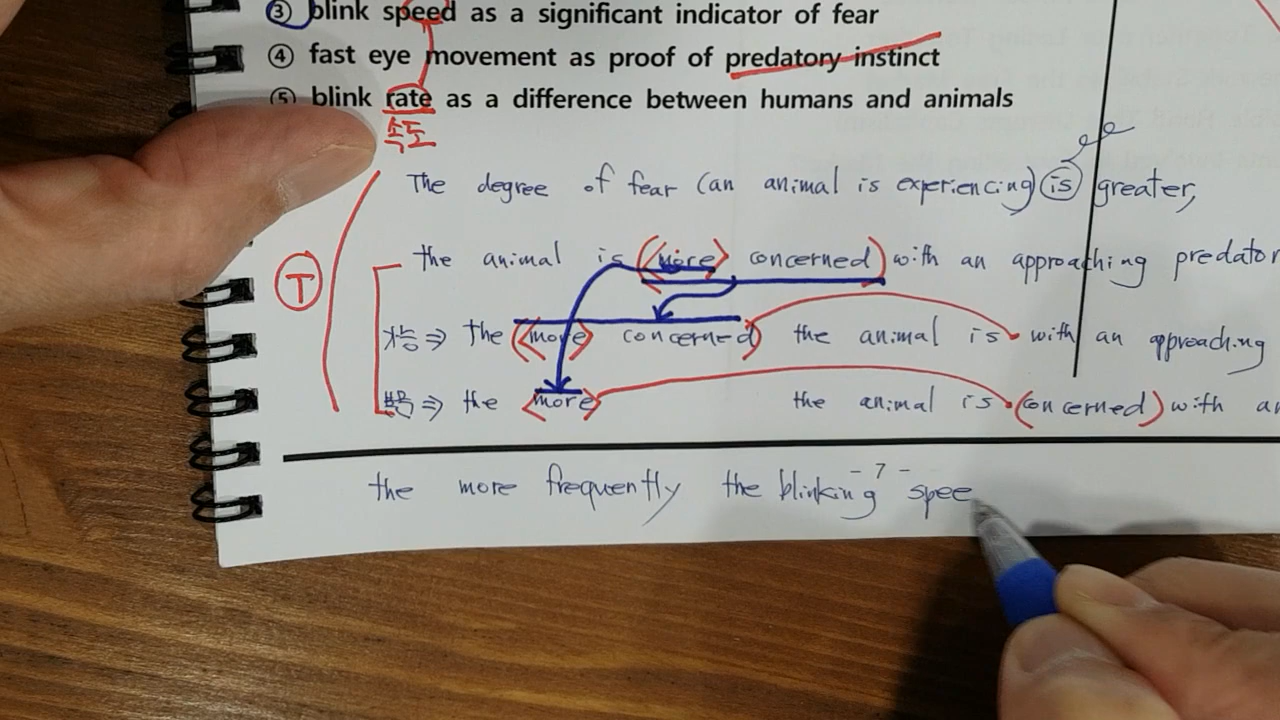 ③ blink speed as a significant indicator of fear
④ fast eye movement as proof of predatory instinct
⑤ blink rate as a difference between humans and animals
속도
The degree of fear (an animal is experiencing) is greater,
the animal is (<more> concerned) with an approaching predator
T
가능 ⇒ the (<more> concerned) the animal is with an approaching
⇒ the <more> the animal is (concerned) with an
- 7 -
the more frequently the blinking spee